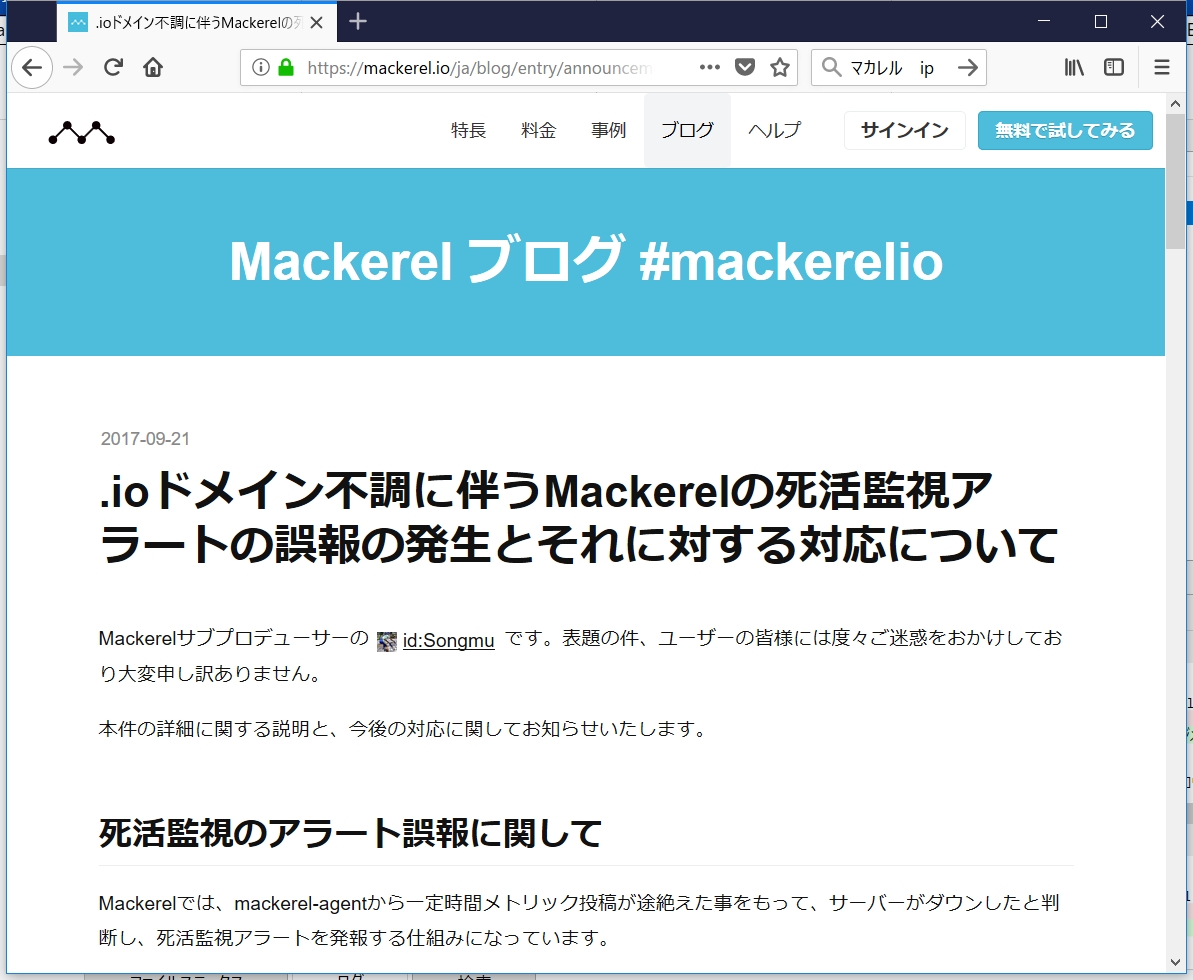 .ioドメイン不調に伴うMackerelの死
https://mackerel.io/ja/blog/entry/announcem
マカレル ip
特長 料金 事例 ブログ ヘルプ サインイン 無料で試してみる
Mackerel ブログ #mackerelio
2017-09-21
.ioドメイン不調に伴うMackerelの死活監視ア
ラートの誤報の発生とそれに対する対応について
Mackerelサブプロデューサーの id:Songmu です。表題の件、ユーザーの皆様には度々ご迷惑をおかけしてお
り大変申し訳ありません。
本件の詳細に関する説明と、今後の対応に関してお知らせいたします。
死活監視のアラート誤報に関して
Mackerelでは、mackerel-agentから一定時間メトリック投稿が途絶えた事をもって、サーバーがダウンしたと判
断し、死活監視アラートを発報する仕組みになっています。